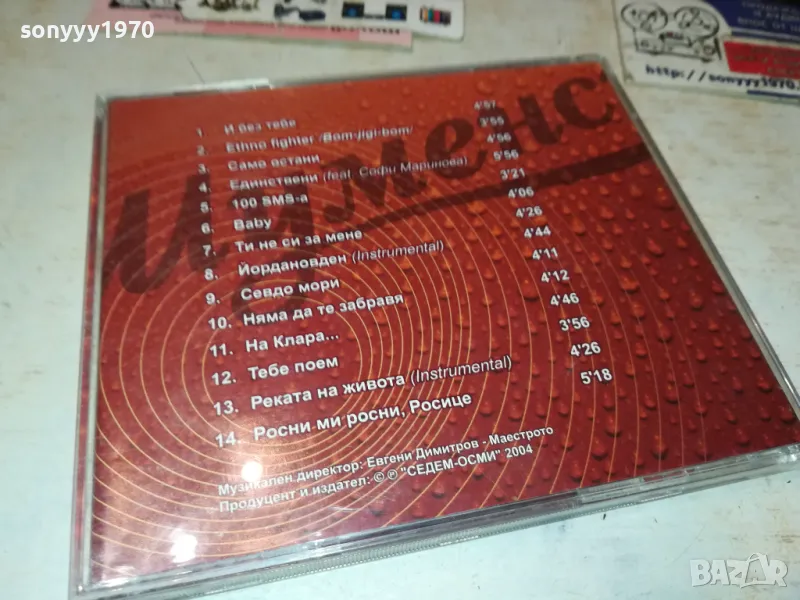 sonyyy1970
http://sonyyy1970.
Иуменс
1. И без тебе 4'57
2. Ethno fighter /Bom-jigi-bom/ 3'55
3. Само остани 4'56
4. Единствени (feat. Софи Маринова) 5'56
5. 100 SMS-a 3'21
6. Baby 4'06
7. Ти не си за мене 4'26
8. Йордановден (Instrumental) 4'44
9. Севдо мори 4'11
10. Няма да те забравя 4'12
11. На Клара... 4'46
12. Тебе поем 3'56
13. Реката на живота (Instrumental) 4'26
14. Росни ми росни, Росице 5'18
Музикален директор: Евгени Димитров - Маестрото
Продуцент и издател: © ℗ "СЕДЕМ-ОСМИ" 2004
BAZAR